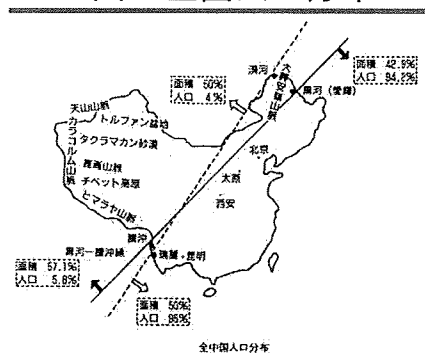 面積 50%
人口 4%
漠河
大興安嶺山脈
面積 42.9%
人口 94.2%
黒河(愛輝)
天山山脈
トルファン盆地
カラコルム山脈
タクラマカン砂漠
崑崙山脈
チベット高原
ヒマラヤ山脈
北京
太原
西安
騰沖
黒河一騰沖線
瑞麗
昆明
面積 57.1%
人口 5.8%
面積 50%
人口 95%
全中国人口分布